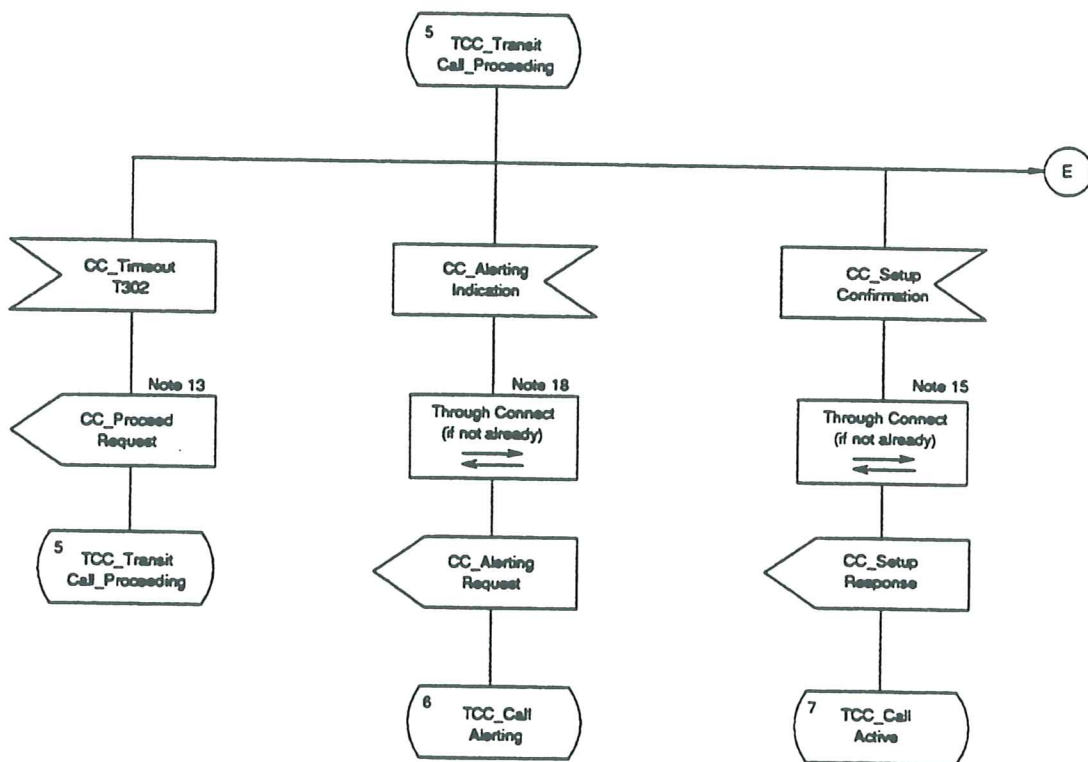 5
TCC_Transit
Call_Proceeding
E
CC_Timeout
T302
CC_Alerting
Indication
CC_Setup
Confirmation
Note 13
CC_Proceed
Request
Note 18
Through Connect
(if not already)
Note 15
Through Connect
(if not already)
5
TCC_Transit
Call_Proceeding
CC_Alerting
Request
CC_Setup
Response
6
TCC_Call
Alerting
7
TCC_Call
Active